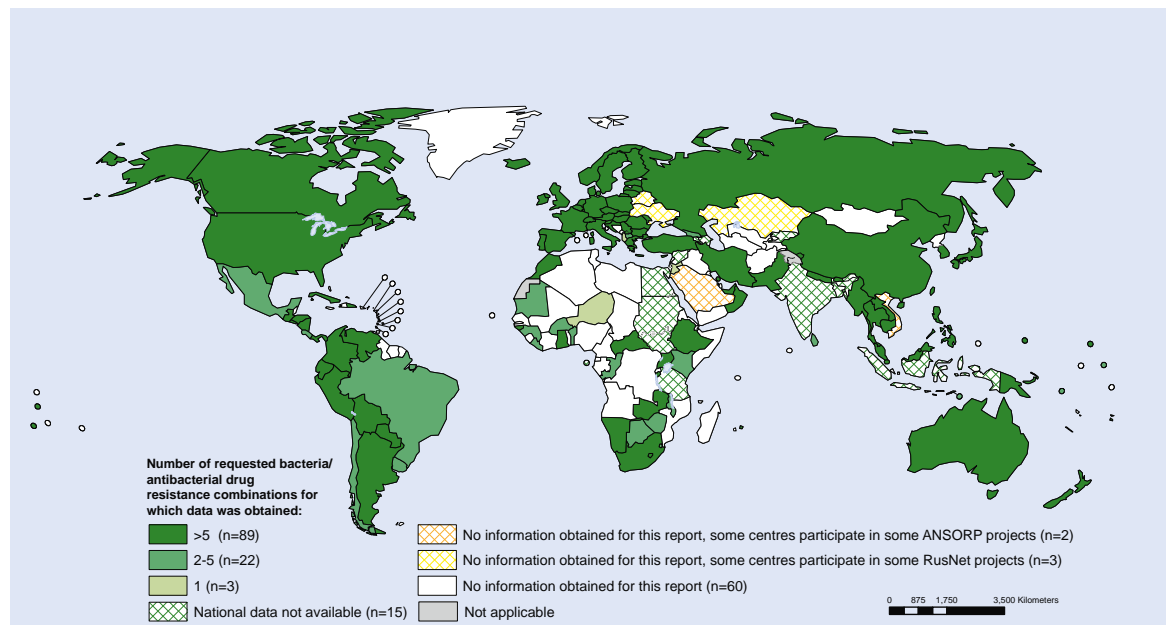 Number of requested bacteria/
antibacterial drug
resistance combinations for
which data was obtained:
>5 (n=89)
2-5 (n=22)
1 (n=3)
National data not available (n=15)
No information obtained for this report, some centres participate in some ANSORP projects (n=2)
No information obtained for this report, some centres participate in some RusNet projects (n=3)
No information obtained for this report (n=60)
Not applicable
0 875 1,750 3,500 Kilometers